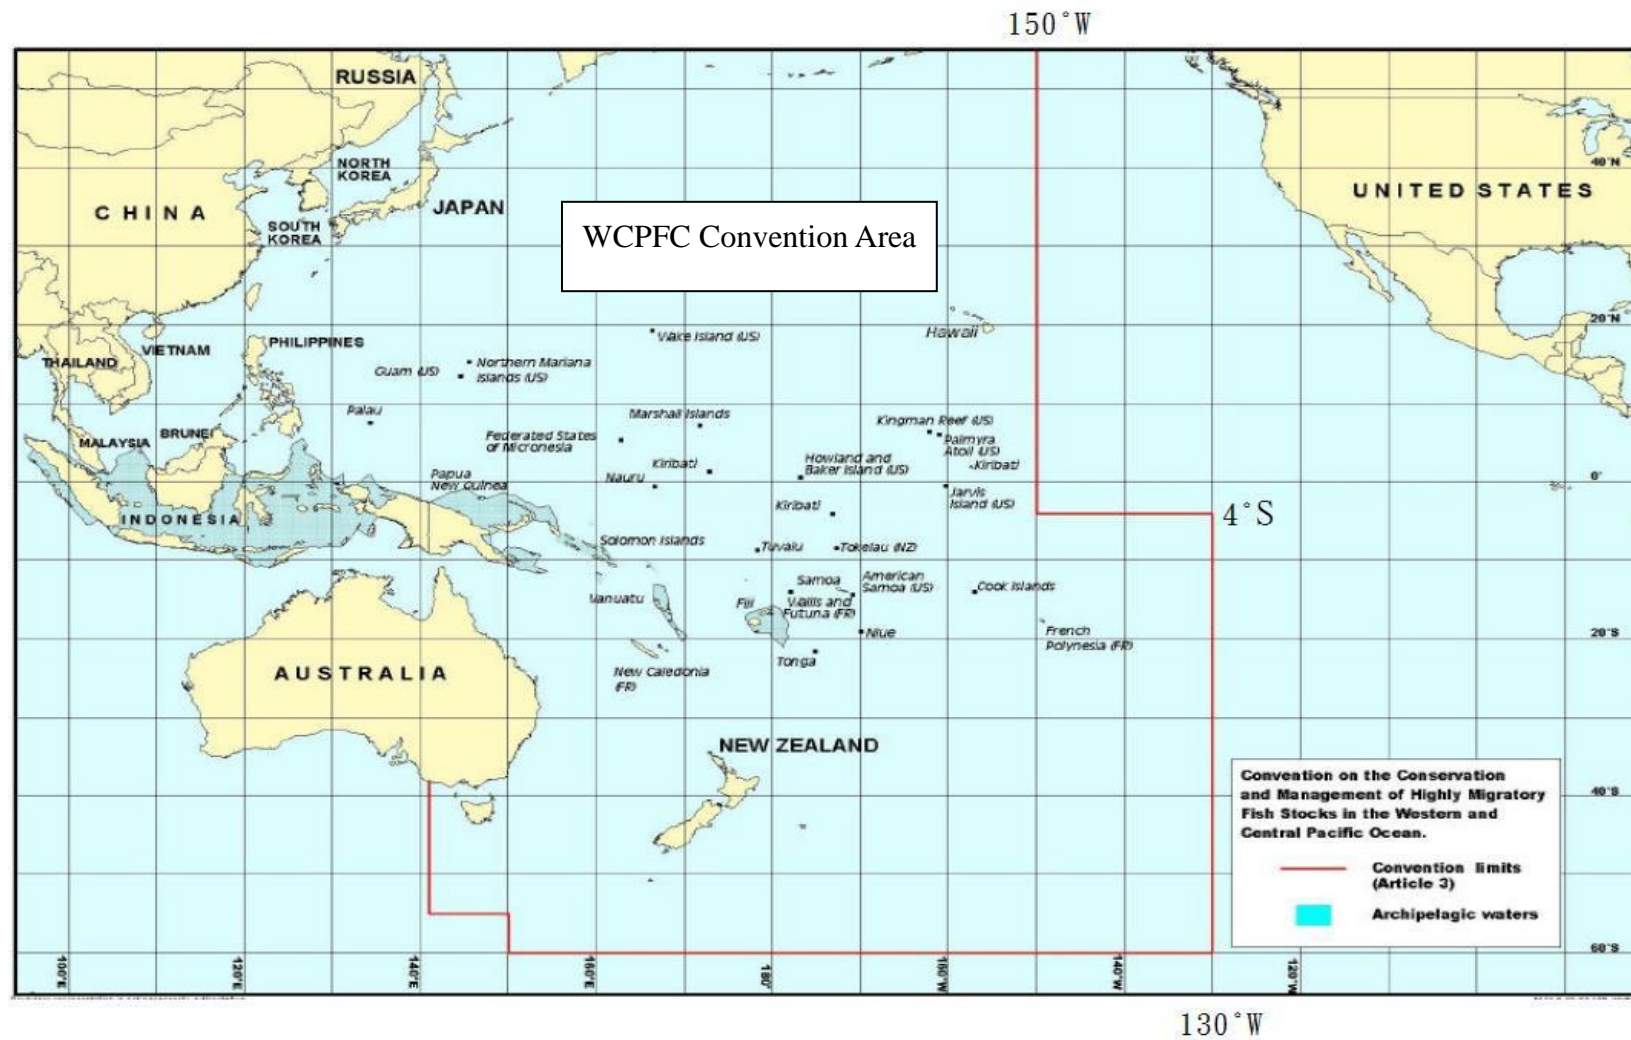 150°W
RUSSIA
NORTH
KOREA
CHINA
JAPAN
SOUTH
KOREA
WCPFC Convention Area
UNITED STATES
40°N
20°N
Wake Island (US)
Hawaii
PHILIPPINES
VIETNAM
THAILAND
Guam (US)
Northern Mariana
Islands (US)
Palau
Marshall Islands
Kingman Reef (US)
BRUNEI
MALAYSIA
Federated States
of Micronesia
Palmyra
Atoll (US)
Kiribati
Howland and
Baker Island (US)
Kiribati
Papua
New Guinea
Nauru
0°
Jarvis
Island (US)
Kiribati
INDONESIA
4°S
Solomon Islands
Tuvalu
Tokelau (NZ)
Samoa
American
Samoa (US)
Cook Islands
Vanuatu
Fiji
Wallis and
Futuna (FR)
Niue
French
Polynesia (FR)
20°S
Tonga
New Caledonia
(FR)
AUSTRALIA
NEW ZEALAND
Convention on the Conservation
and Management of Highly Migratory
Fish Stocks in the Western and
Central Pacific Ocean.
Convention limits
(Article 3)
Archipelagic waters
40°S
60°S
100°E
120°E
140°E
160°E
180°
160°W
140°W
120°W
130°W